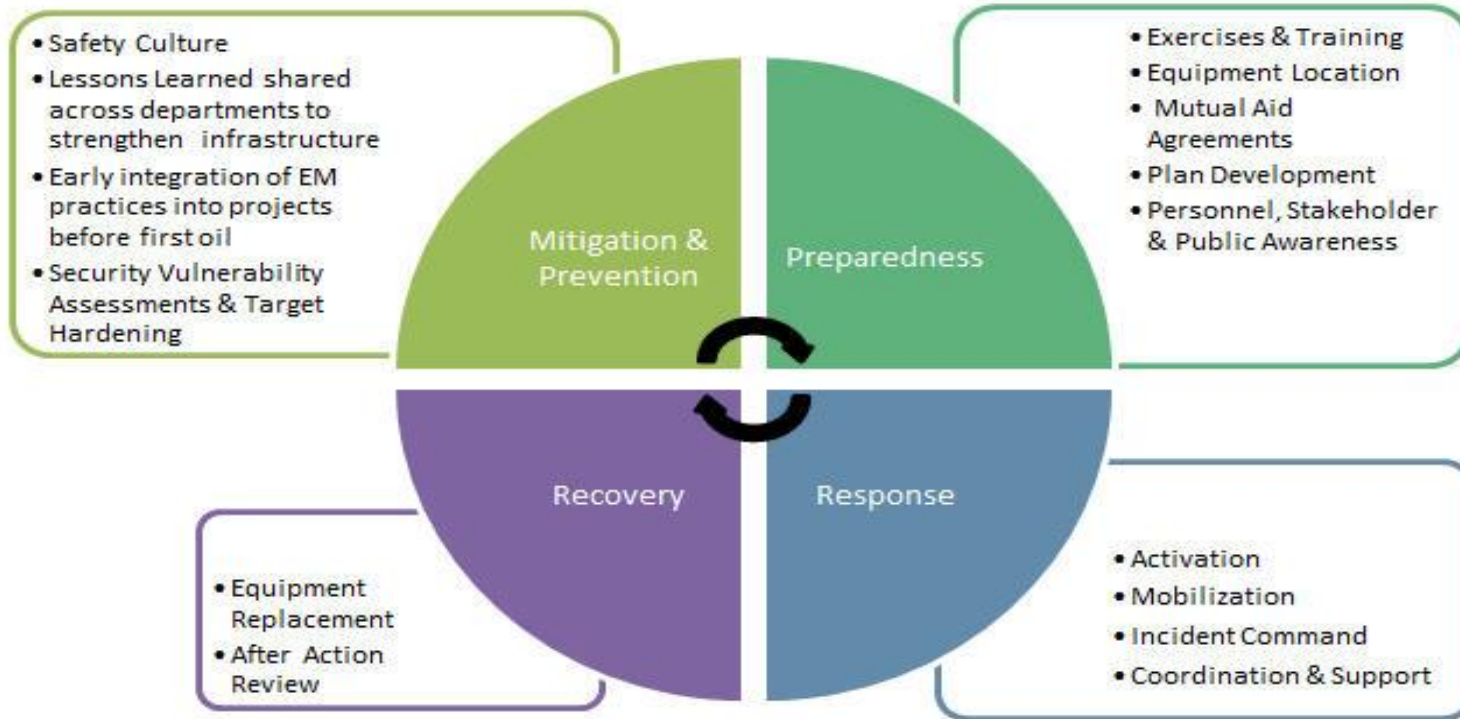 • Safety Culture
• Lessons Learned shared
across departments to
strengthen infrastructure
• Early integration of EM
practices into projects
before first oil
• Security Vulnerability
Assessments & Target
Hardening
• Exercises & Training
• Equipment Location
• Mutual Aid
Agreements
• Plan Development
• Personnel, Stakeholder
& Public Awareness
Mitigation &
Prevention
Preparedness
Recovery
Response
• Equipment
Replacement
• After Action
Review
• Activation
• Mobilization
• Incident Command
• Coordination & Support